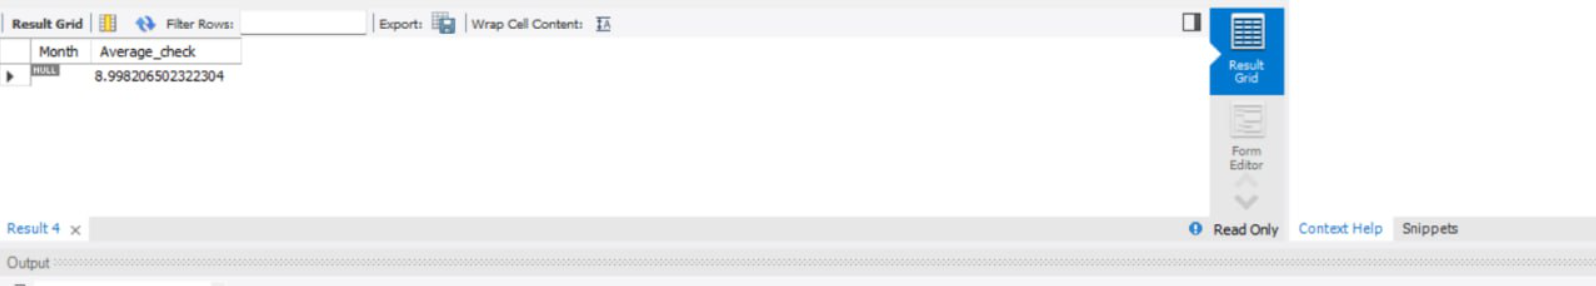 Result Grid Filter Rows: Export: Wrap Cell Content: IA
Month Average_check
NULL 8.998206502322304
Result
Grid
Form
Editor
Result 4 x Read Only Context Help Snippets
Output